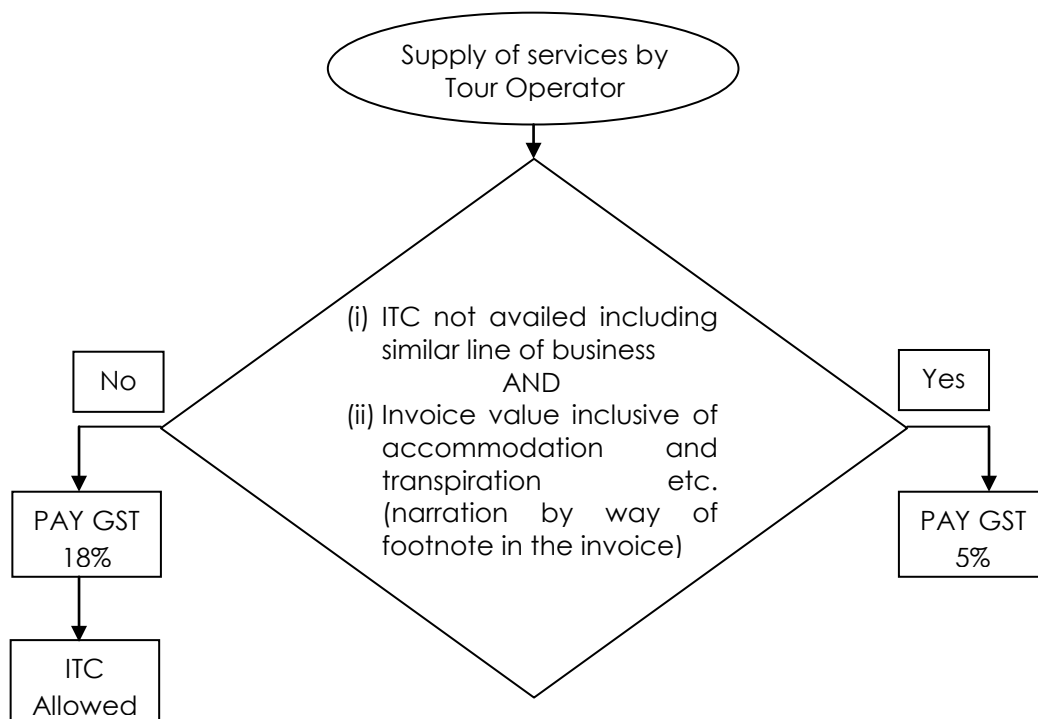 Supply of services by
Tour Operator
(i) ITC not availed including
similar line of business
AND
(ii) Invoice value inclusive of
accommodation and
transpiration etc.
(narration by way of
footnote in the invoice)
No
Yes
PAY GST
18%
PAY GST
5%
ITC
Allowed